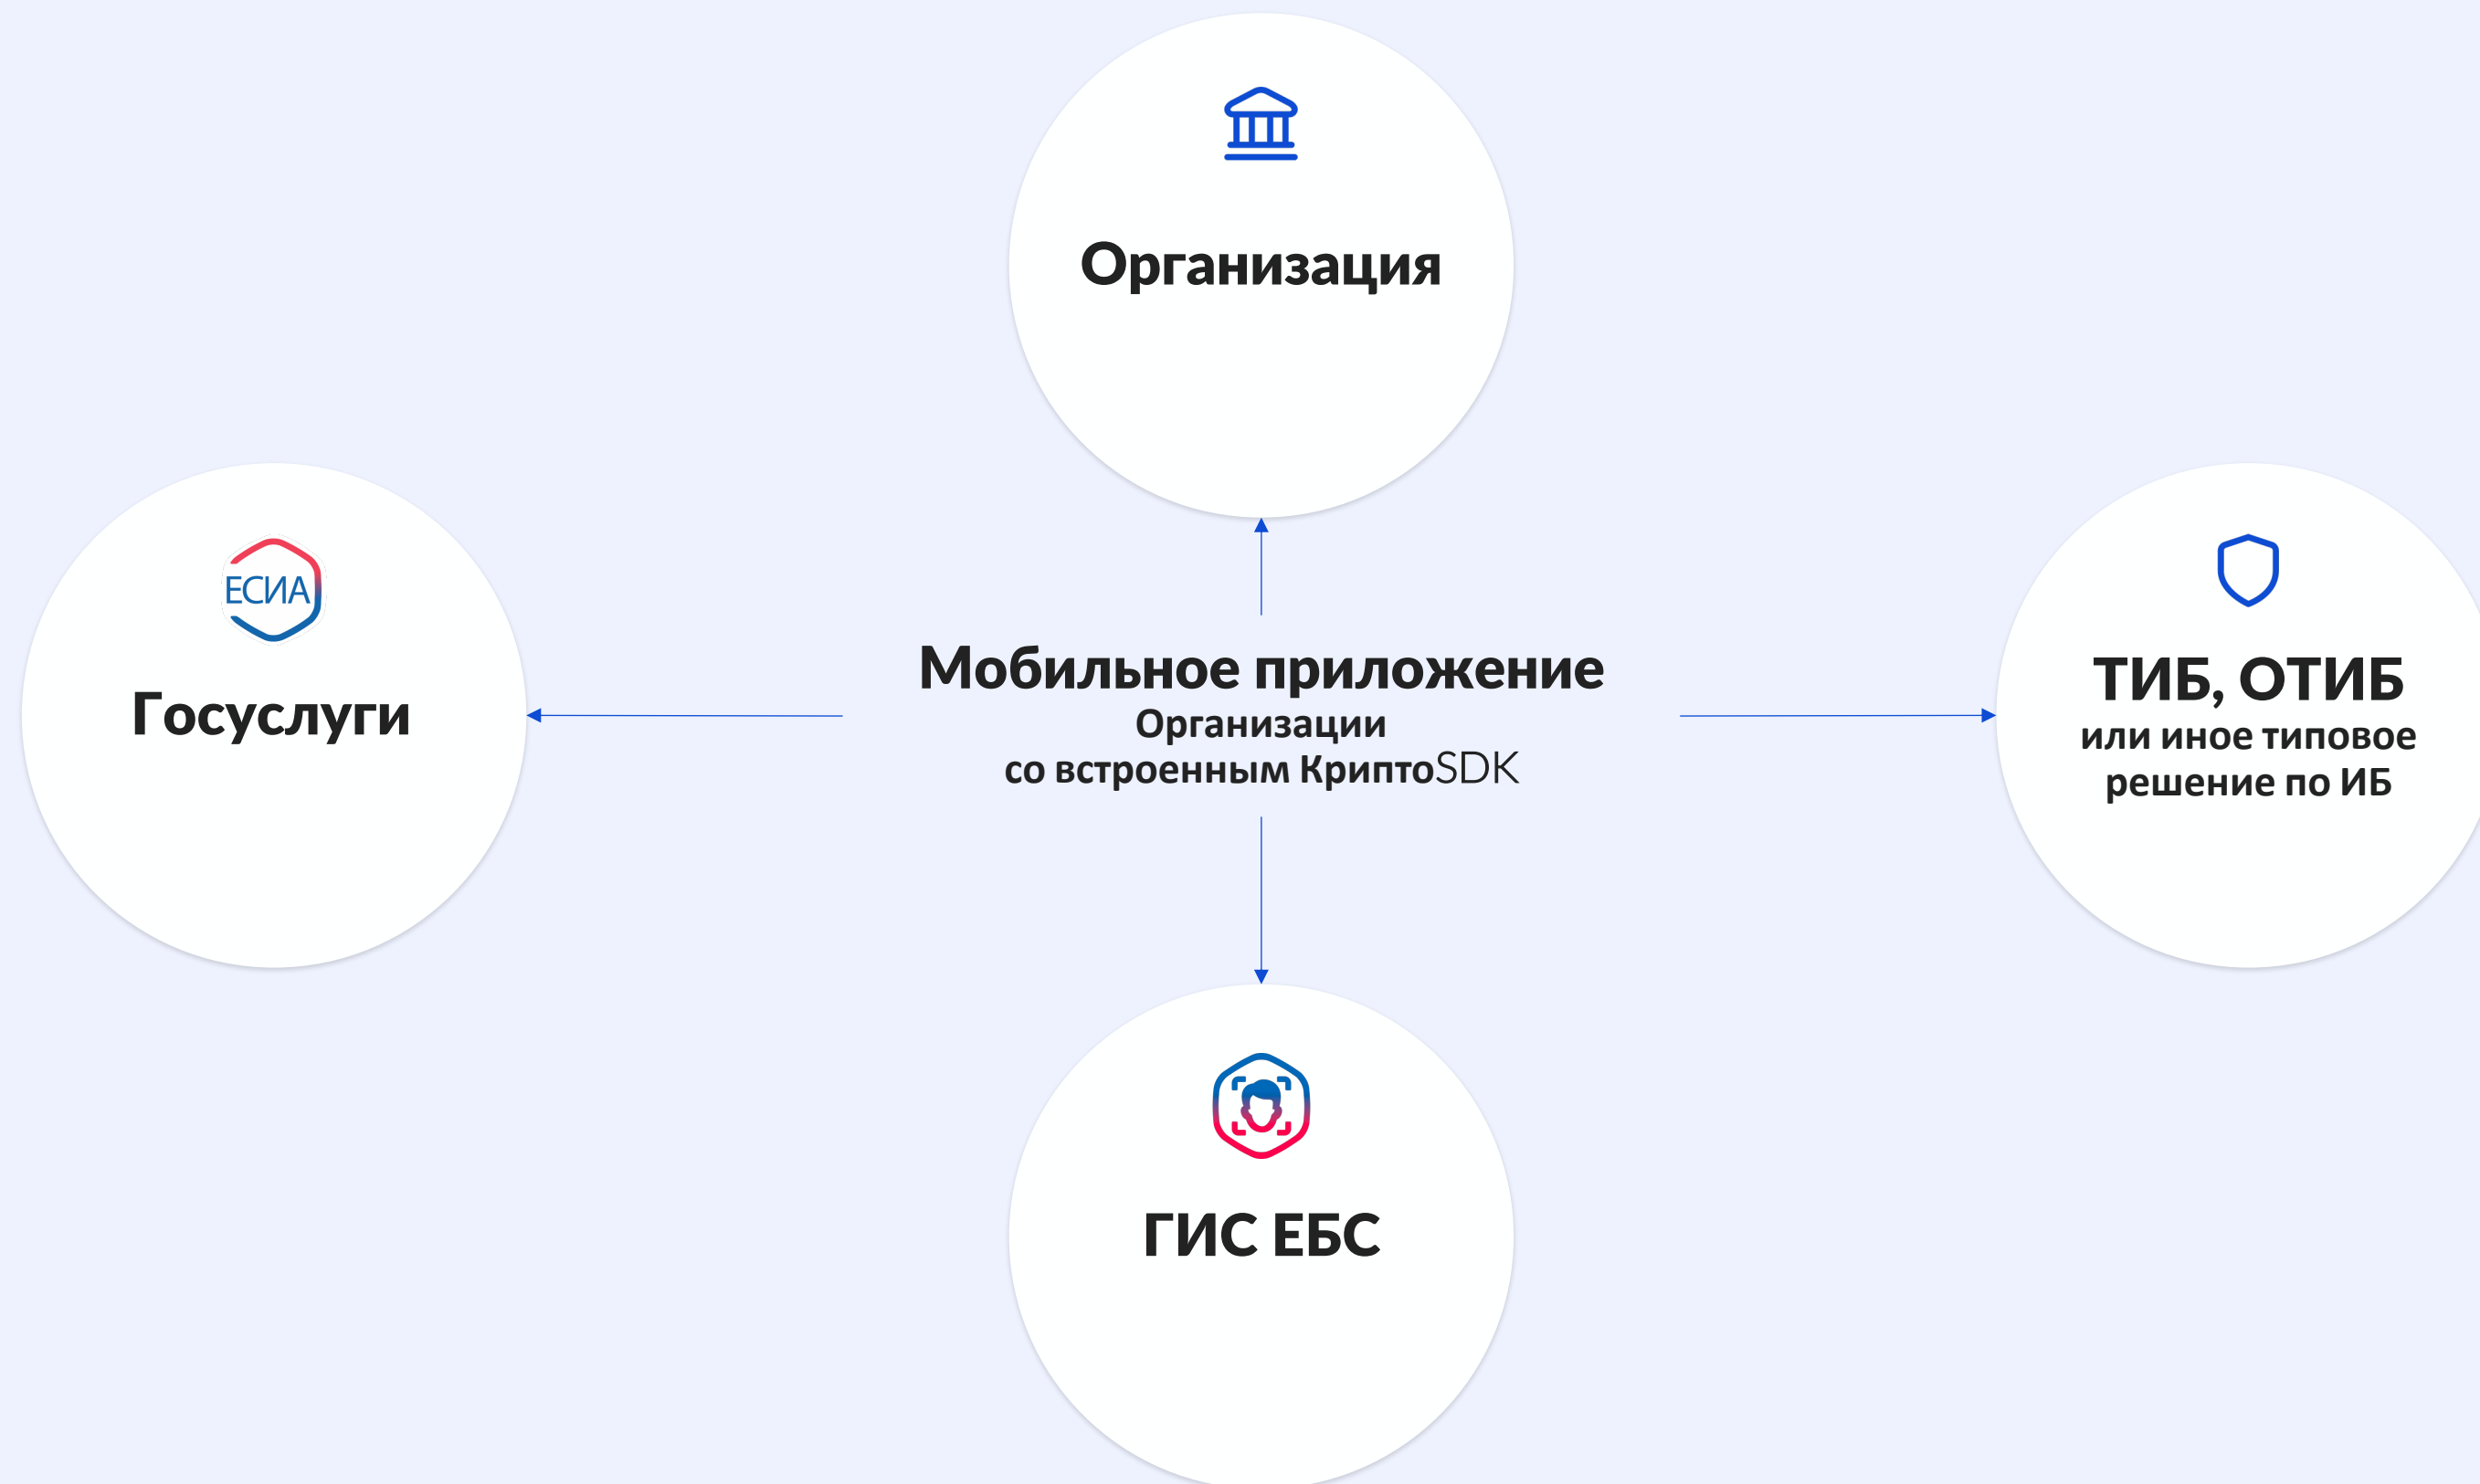 Организация
ЕСИА
Госуслуги
Мобильное приложение
Организации
со встроенным КриптоSDK
ТИБ, ОТИБ
или иное типовое
решение по ИБ
ГИС ЕБС